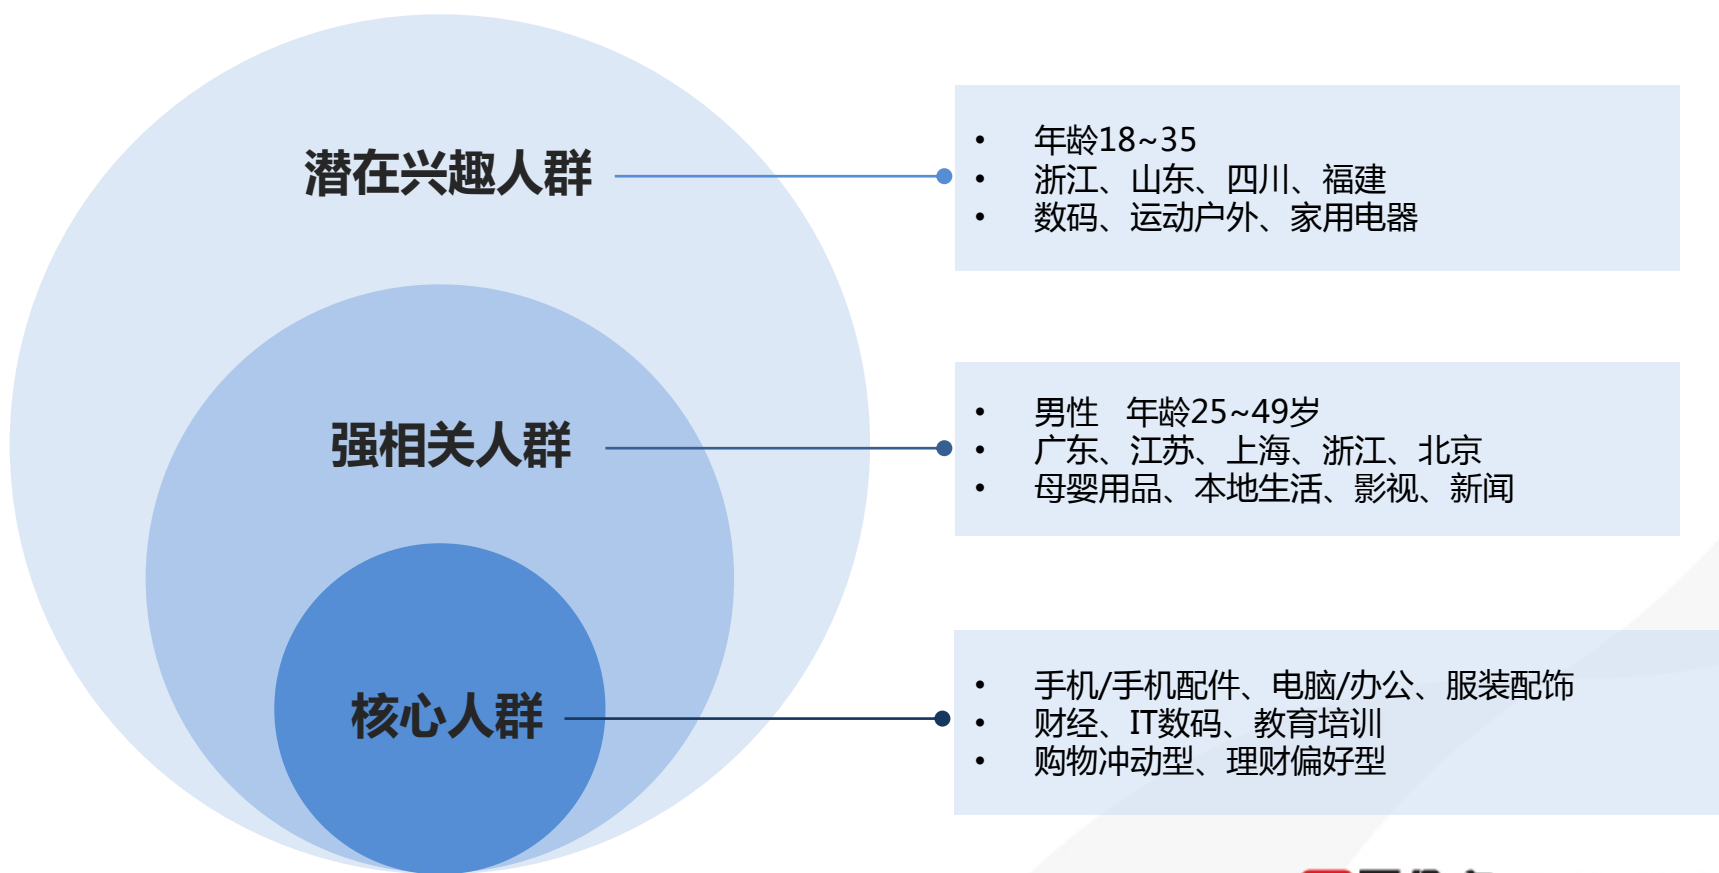 潜在兴趣人群
• 年龄18~35
• 浙江、山东、四川、福建
• 数码、运动户外、家用电器
强相关人群
• 男性 年龄25~49岁
• 广东、江苏、上海、浙江、北京
• 母婴用品、本地生活、影视、新闻
核心人群
• 手机/手机配件、电脑/办公、服装配饰
• 财经、IT数码、教育培训
• 购物冲动型、理财偏好型